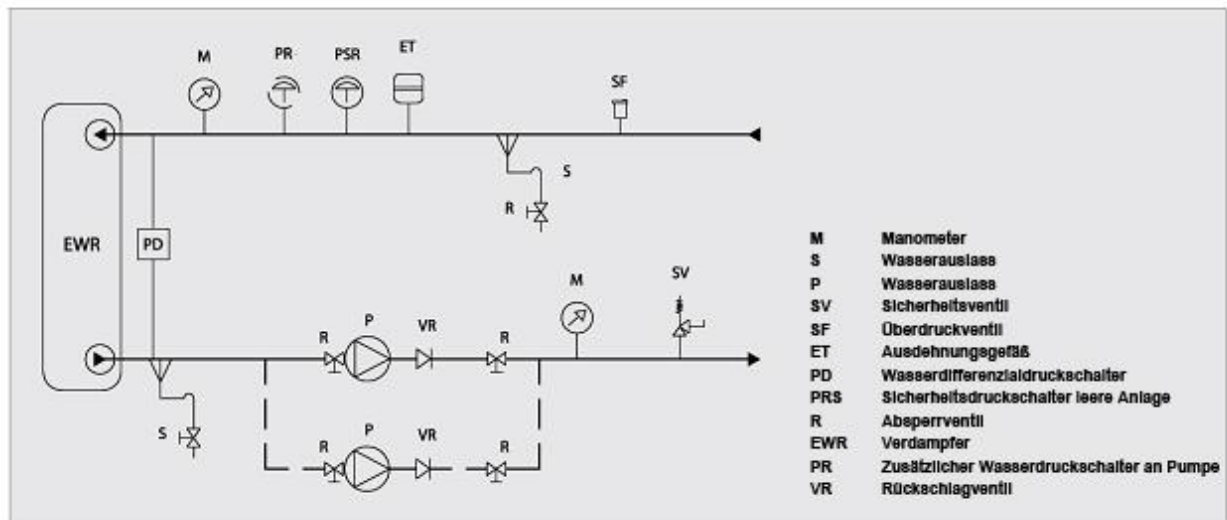 M PR PSR ET
SF
S
R
EWR PD
M SV
R P VR R
S
R P VR R
M Manometer
S Wasserauslass
P Wasserauslass
SV Sicherheitsventil
SF Überdruckventil
ET Ausdehnungsgefäß
PD Wasserdifferenzialdruckschalter
PRS Sicherheitsdruckschalter leere Anlage
R Absperrventil
EWR Verdampfer
PR Zusätzlicher Wasserdruckschalter an Pumpe
VR Rückschlagventil